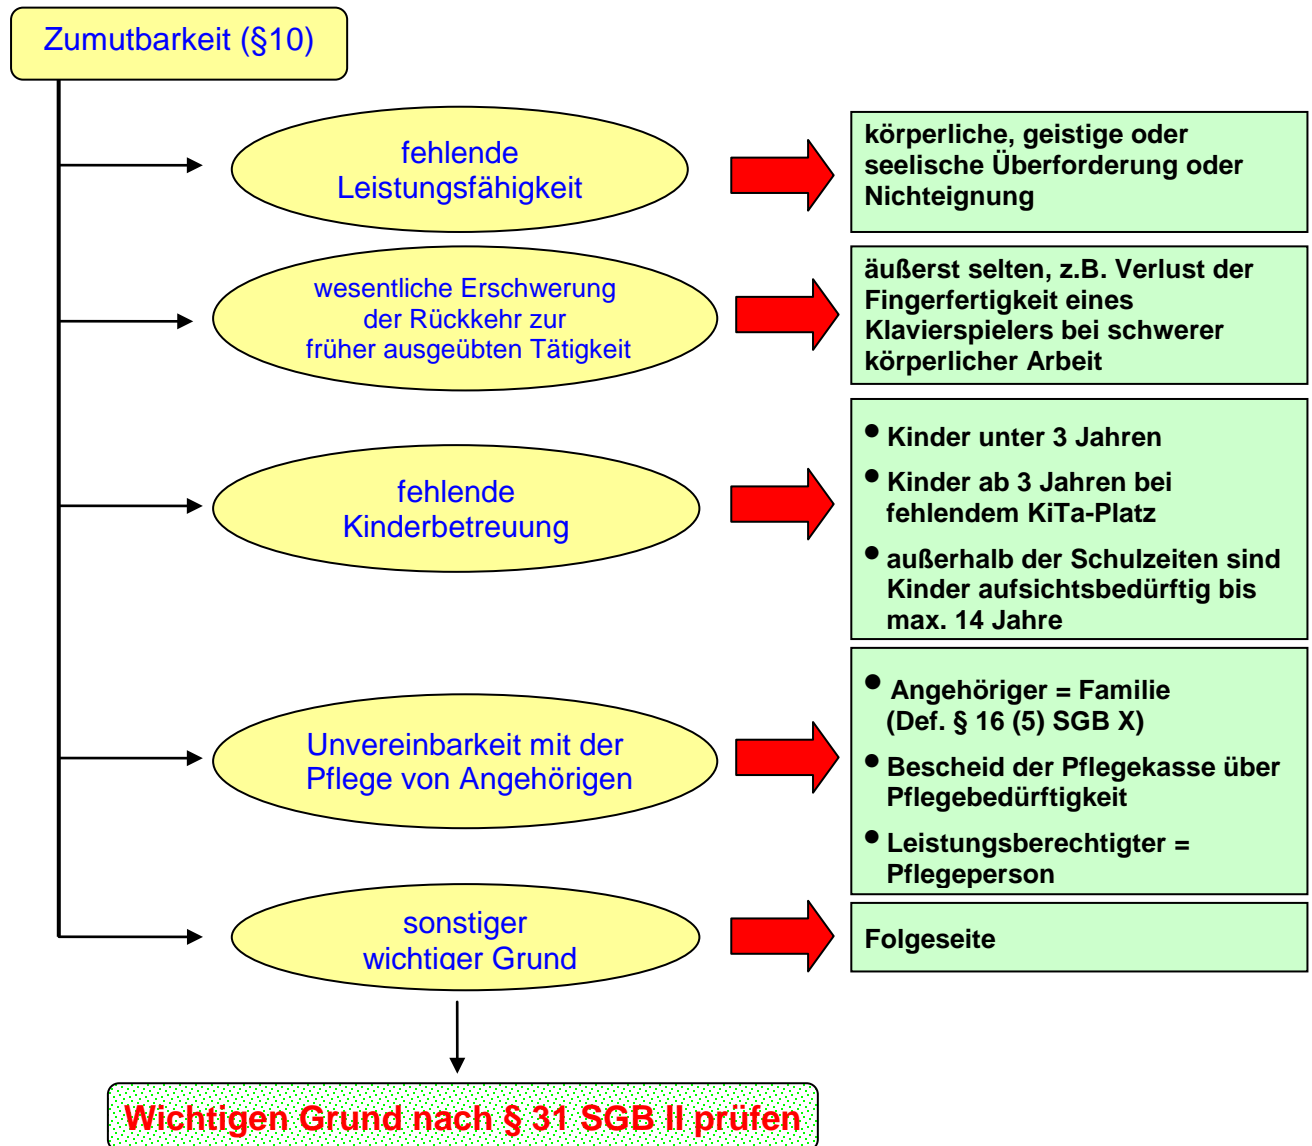 Zumutbarkeit (§10)
fehlende
Leistungsfähigkeit
körperliche, geistige oder
seelische Überforderung oder
Nichteignung
wesentliche Erschwerung
der Rückkehr zur
früher ausgeübten Tätigkeit
äußerst selten, z.B. Verlust der
Fingerfertigkeit eines
Klavierspielers bei schwerer
körperlicher Arbeit
fehlende
Kinderbetreuung
• Kinder unter 3 Jahren
• Kinder ab 3 Jahren bei
fehlendem KiTa-Platz
• außerhalb der Schulzeiten sind
Kinder aufsichtsbedürftig bis
max. 14 Jahre
Unvereinbarkeit mit der
Pflege von Angehörigen
• Angehöriger = Familie
(Def. § 16 (5) SGB X)
• Bescheid der Pflegekasse über
Pflegebedürftigkeit
• Leistungsberechtigter =
Pflegeperson
sonstiger
wichtiger Grund
Folgeseite
Wichtigen Grund nach § 31 SGB II prüfen